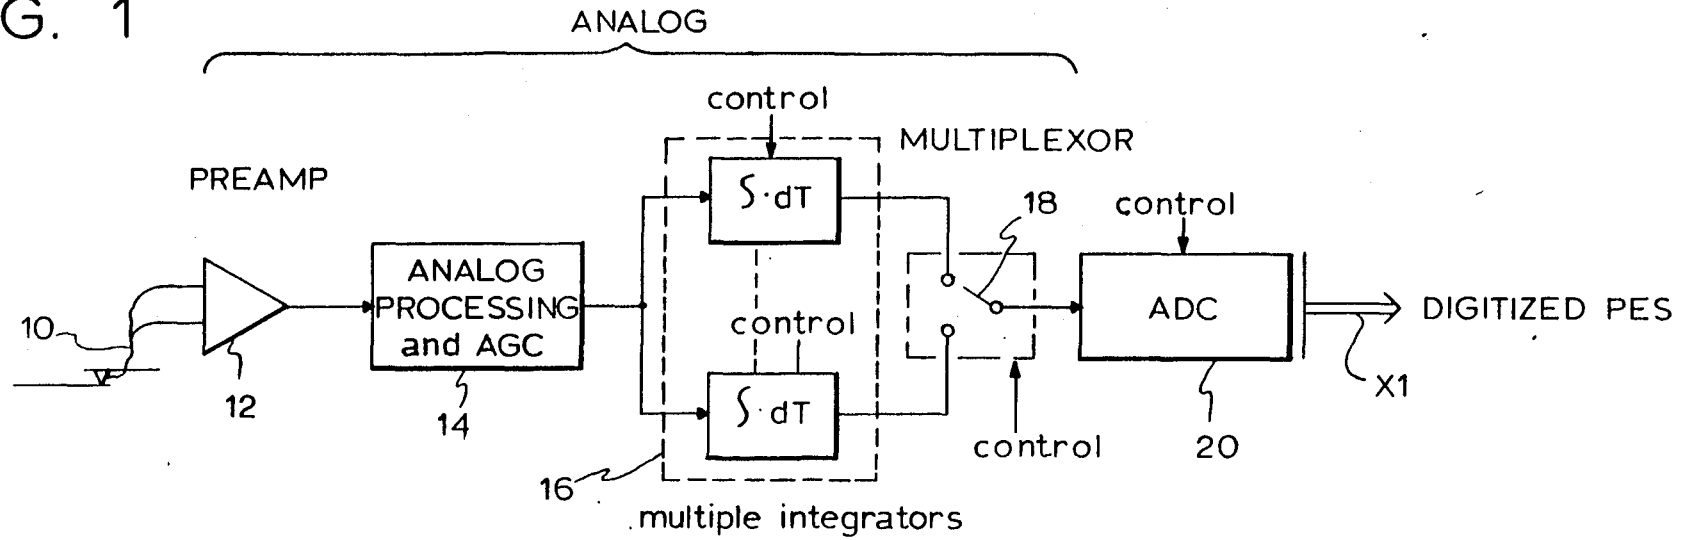 G. 1
ANALOG
control
MULTIPLEXOR
PREAMP
∫·dT
18
control
ANALOG
PROCESSING
and AGC
10
control
ADC
DIGITIZED PES
12
14
∫·dT
X1
control
20
16
multiple integrators